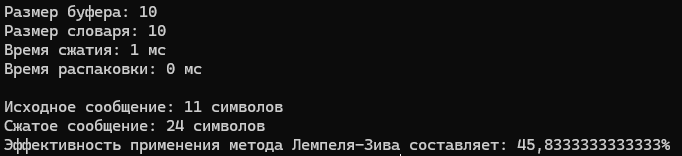 Размер буфера: 10
Размер словаря: 10
Время сжатия: 1 мс
Время распаковки: 0 мс
Исходное сообщение: 11 символов
Сжатое сообщение: 24 символов
Эффективность применения метода Лемпеля-Зива составляет: 45,8333333333333%